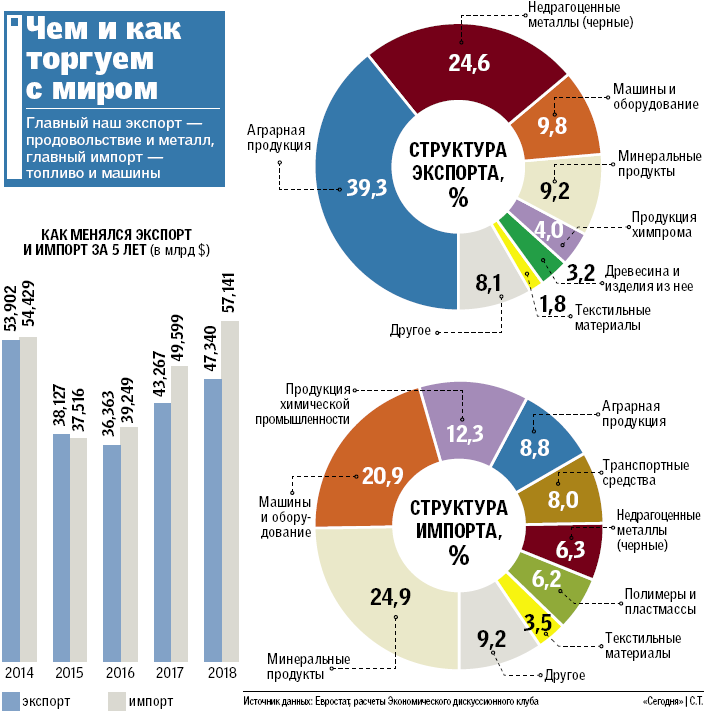 Чем и как
торгуем
с миром
Главный наш экспорт —
продовольствие и металл,
главный импорт —
топливо и машины
КАК МЕНЯЛСЯ ЭКСПОРТ
И ИМПОРТ ЗА 5 ЛЕТ (в млрд $)
53,902
54,429
38,127
37,516
36,363
39,249
43,267
49,599
47,340
57,141
2014
2015
2016
2017
2018
экспорт
импорт
СТРУКТУРА
ЭКСПОРТА,
%
Недрагоценные
металлы (черные)
24,6
Машины и
оборудование
9,8
Минеральные
продукты
9,2
Продукция
химпрома
4,0
Древесина и
изделия из нее
3,2
Текстильные
материалы
1,8
Другое
8,1
Аграрная
продукция
39,3
СТРУКТУРА
ИМПОРТА,
%
Продукция
химической
промышленности
12,3
Аграрная
продукция
8,8
Транспортные
средства
8,0
Недрагоценные
металлы
(черные)
6,3
Полимеры и
пластмассы
6,2
Текстильные
материалы
3,5
Другое
9,2
Минеральные
продукты
24,9
Машины
и обору-
дование
20,9
Источник данных: Евростат, расчеты Экономического дискуссионного клуба
«Сегодня» | С.Т.